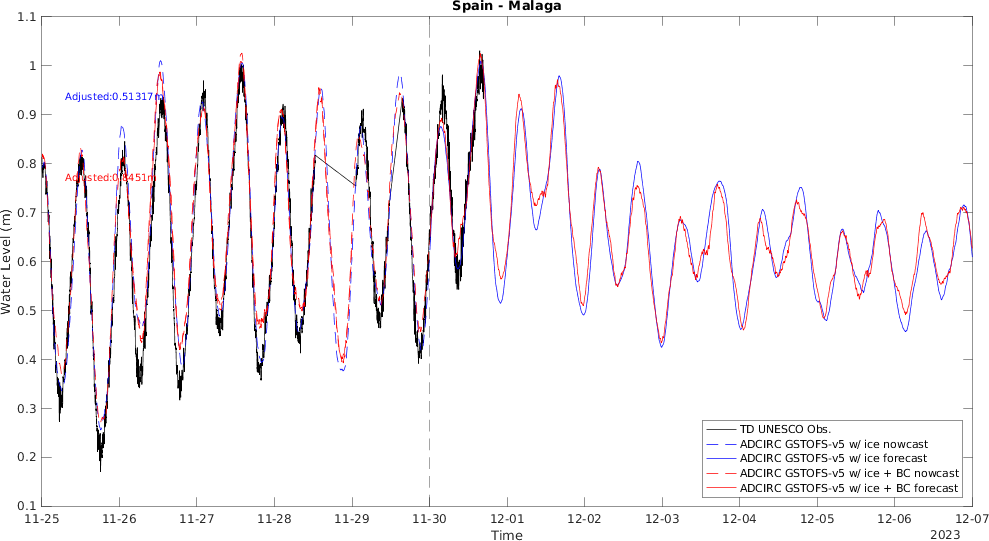 Spain - Malaga
1.1
1
0.9
0.8
0.7
0.6
0.5
0.4
0.3
0.2
0.1
Water Level (m)
Adjusted:0.51317m
TD UNESCO Obs.
ADCIRC GSTOFS-v5 w/ ice nowcast
ADCIRC GSTOFS-v5 w/ ice forecast
ADCIRC GSTOFS-v5 w/ ice + BC nowcast
ADCIRC GSTOFS-v5 w/ ice + BC forecast
11-25 11-26 11-27 11-28 11-29 11-30 12-01 12-02 12-03 12-04 12-05 12-06 12-07
Time
2023